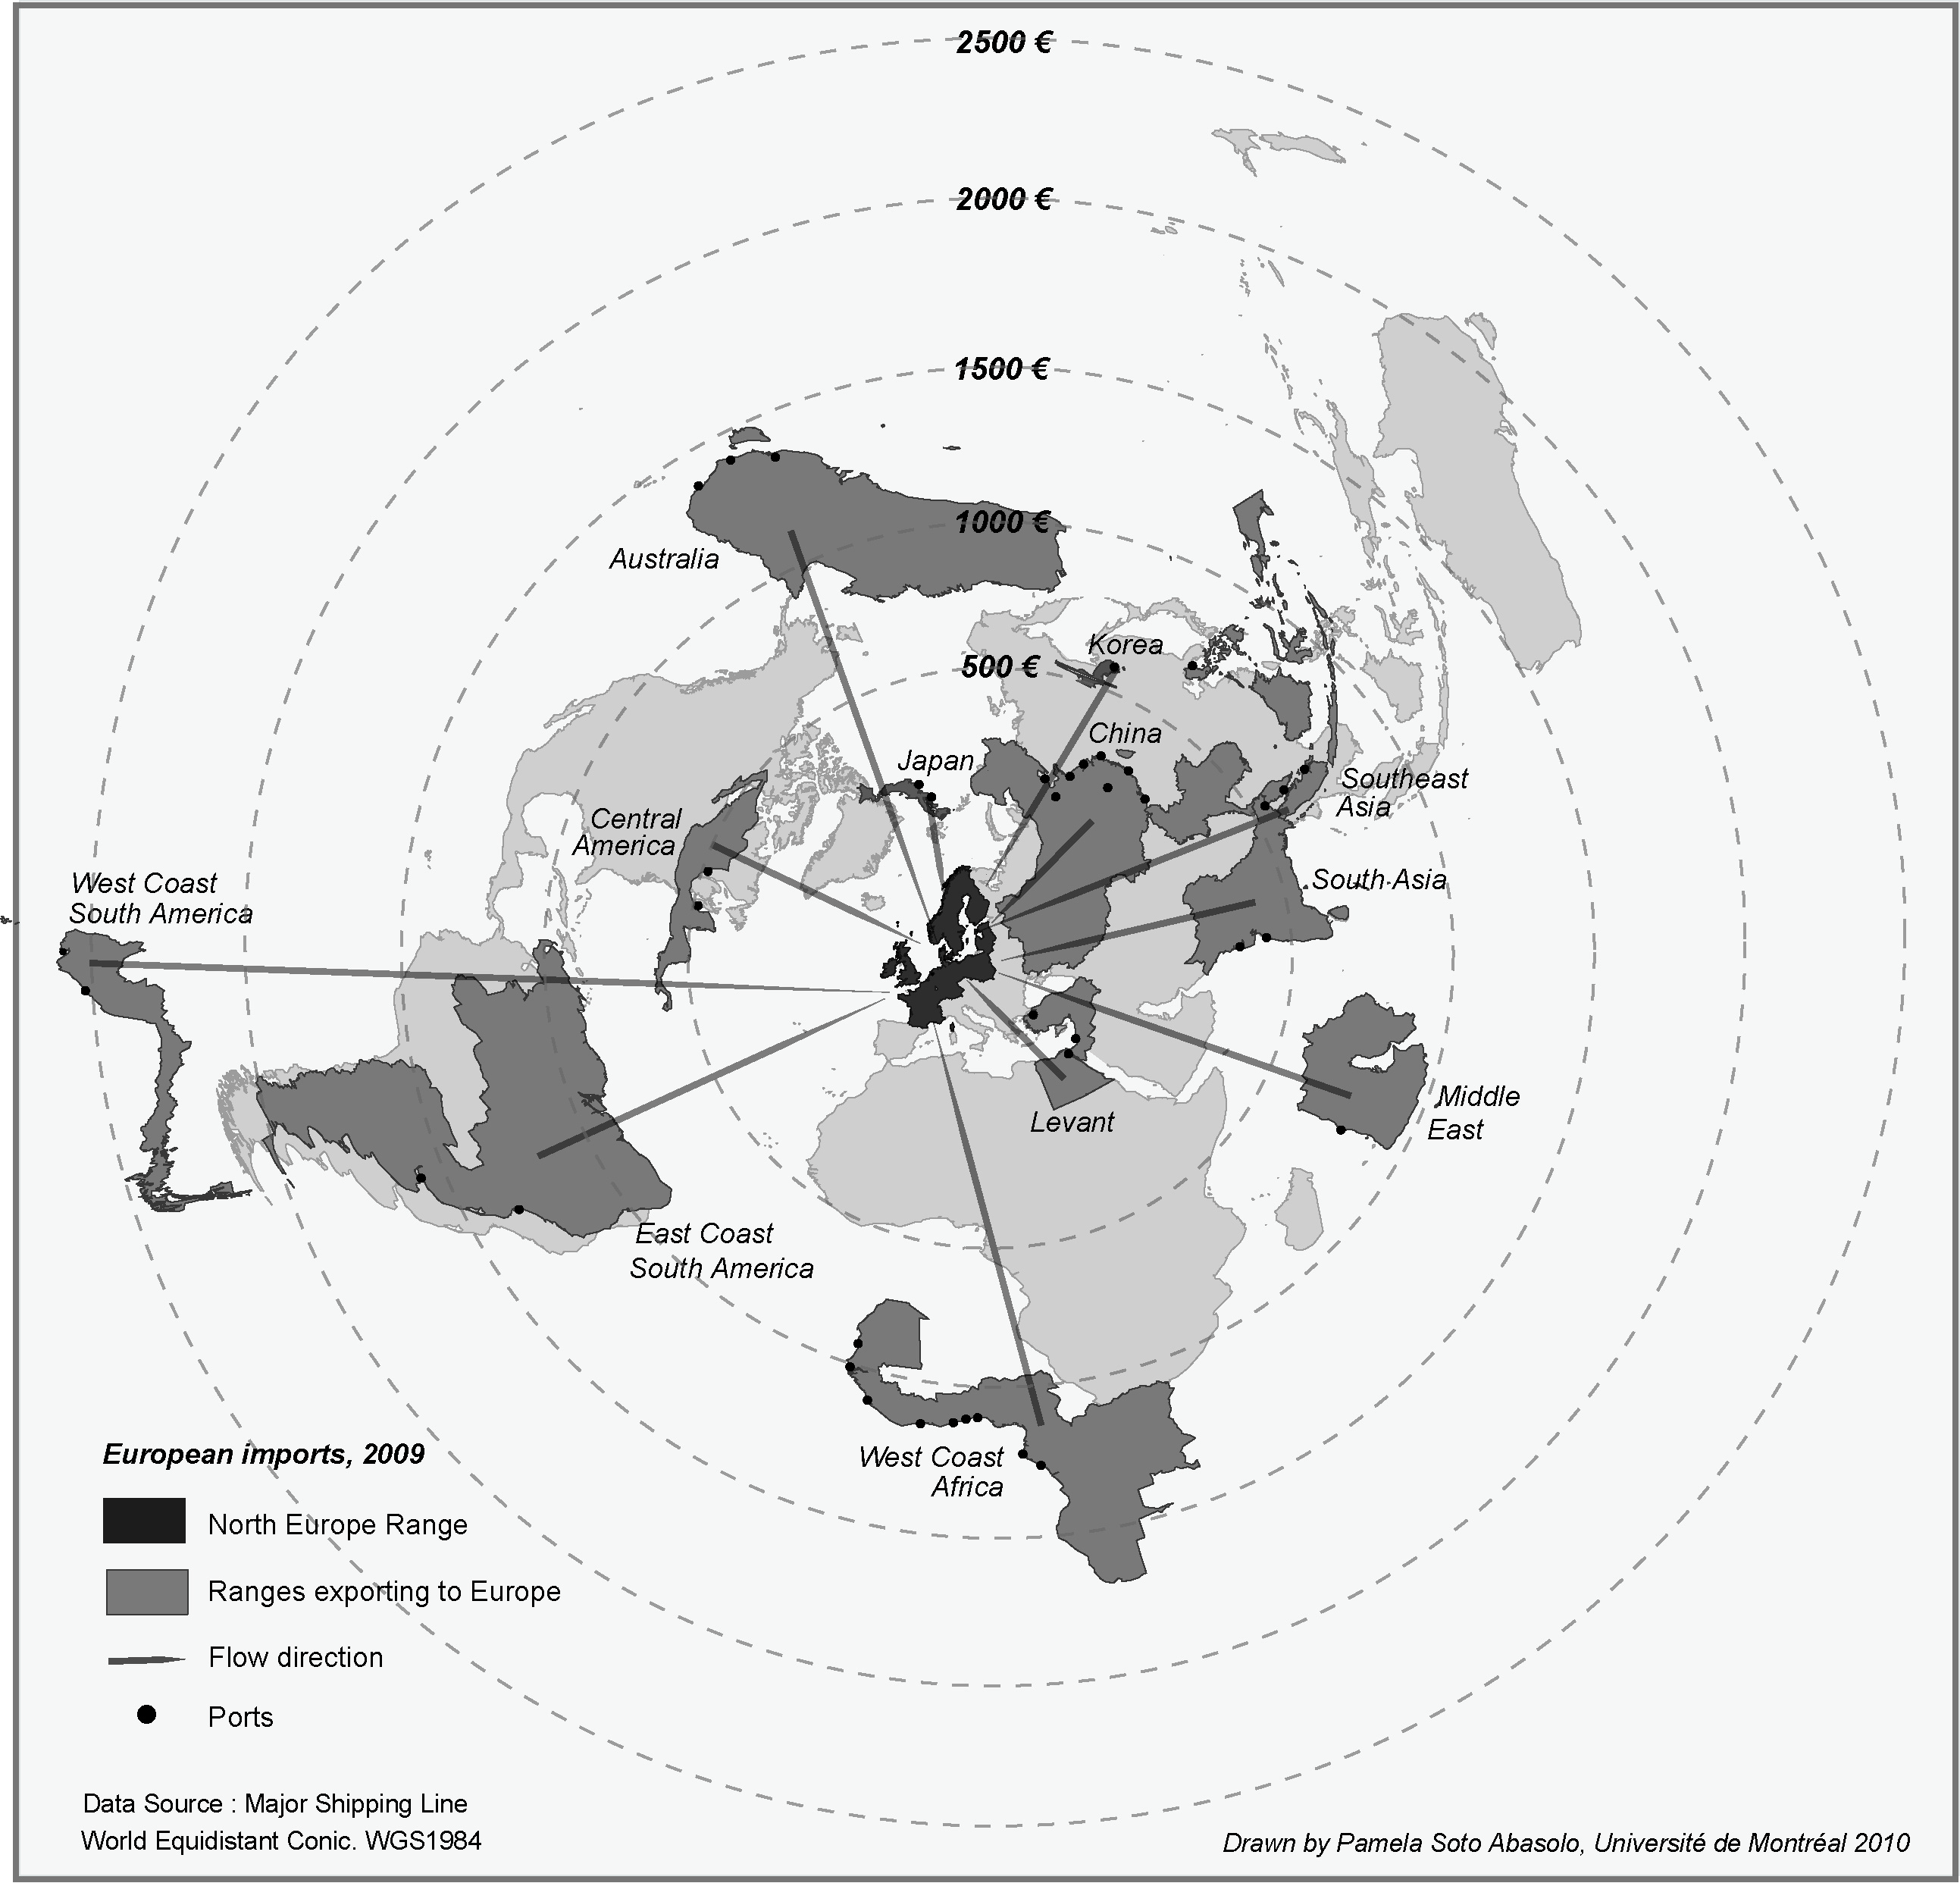 2500 €
2000 €
1500 €
1000 €
Australia
Korea
500 €
China
Japan
Southeast
Asia
Central
America
South Asia
West Coast
South America
Middle
East
Levant
East Coast
South America
West Coast
Africa
European imports, 2009
North Europe Range
Ranges exporting to Europe
Flow direction
Ports
Data Source : Major Shipping Line
World Equidistant Conic. WGS1984
Drawn by Pamela Soto Abasolo, Université de Montréal 2010